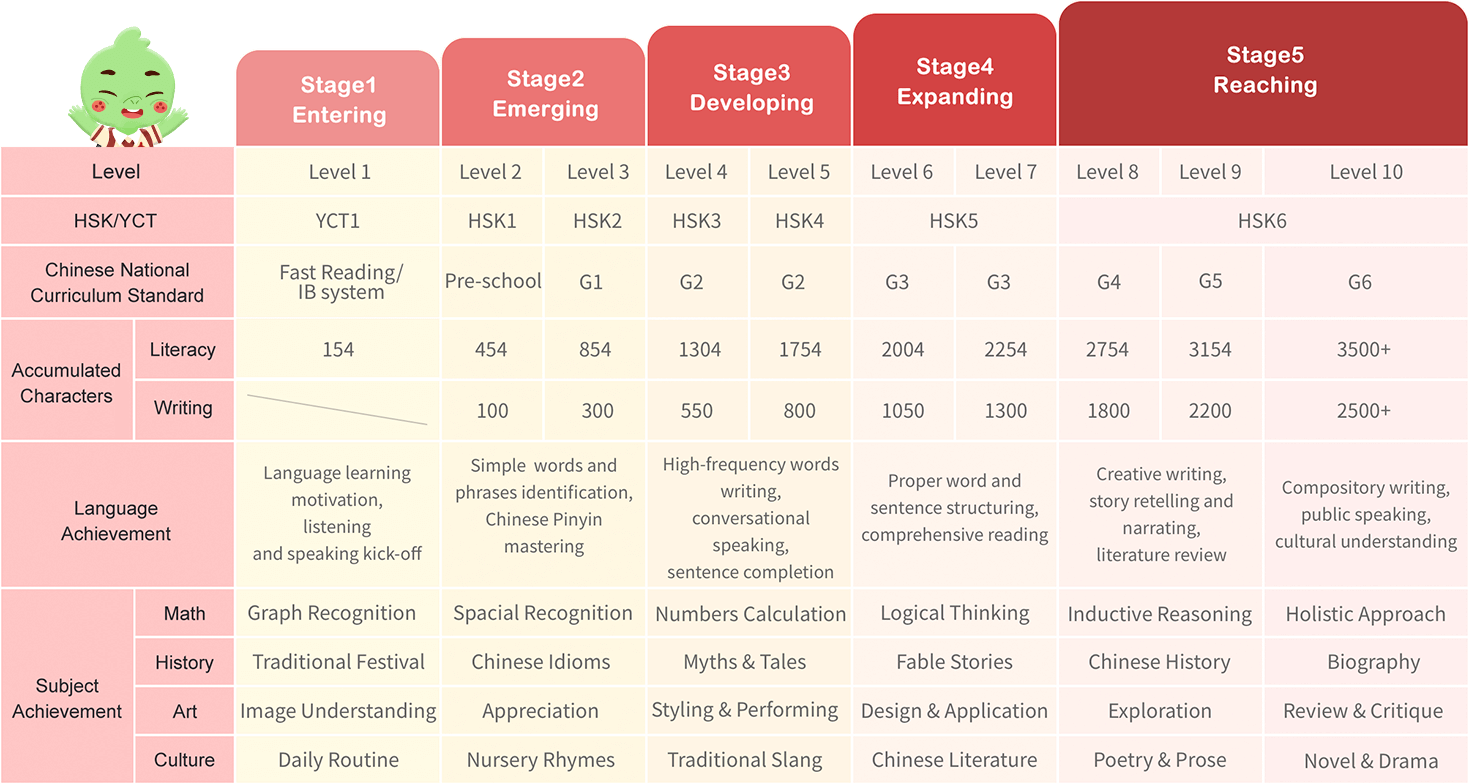 Stage1
Entering
Stage2
Emerging
Stage3
Developing
Stage4
Expanding
Stage5
Reaching
Level Level 1 Level 2 Level 3 Level 4 Level 5 Level 6 Level 7 Level 8 Level 9 Level 10
HSK/YCT YCT1 HSK1 HSK2 HSK3 HSK4 HSK5 HSK6
Chinese National
Curriculum Standard
Fast Reading/
IB system
Pre-school G1 G2 G2 G3 G3 G4 G5 G6
Accumulated
Characters
Literacy 154 454 854 1304 1754 2004 2254 2754 3154 3500+
Writing 100 300 550 800 1050 1300 1800 2200 2500+
Language
Achievement
Language learning
motivation,
listening
and speaking kick-off
Simple words and
phrases identification,
Chinese Pinyin
mastering
High-frequency words
writing,
conversational
speaking,
sentence completion
Proper word and
sentence structuring,
comprehensive reading
Creative writing,
story retelling and
narrating,
literature review
Compository writing,
public speaking,
cultural understanding
Subject
Achievement
Math Graph Recognition Spacial Recognition Numbers Calculation Logical Thinking Inductive Reasoning Holistic Approach
History Traditional Festival Chinese Idioms Myths & Tales Fable Stories Chinese History Biography
Art Image Understanding Appreciation Styling & Performing Design & Application Exploration Review & Critique
Culture Daily Routine Nursery Rhymes Traditional Slang Chinese Literature Poetry & Prose Novel & Drama